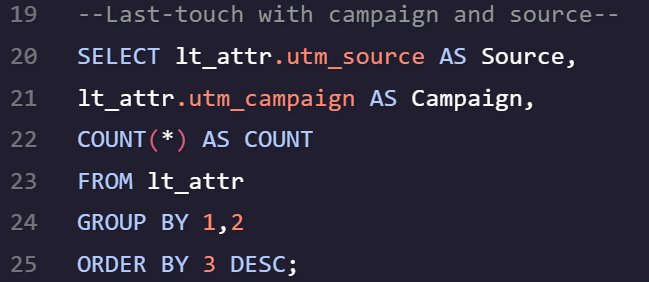 19 --Last-touch with campaign and source--
20 SELECT lt_attr.utm_source AS Source,
21 lt_attr.utm_campaign AS Campaign,
22 COUNT(*) AS COUNT
23 FROM lt_attr
24 GROUP BY 1,2
25 ORDER BY 3 DESC;